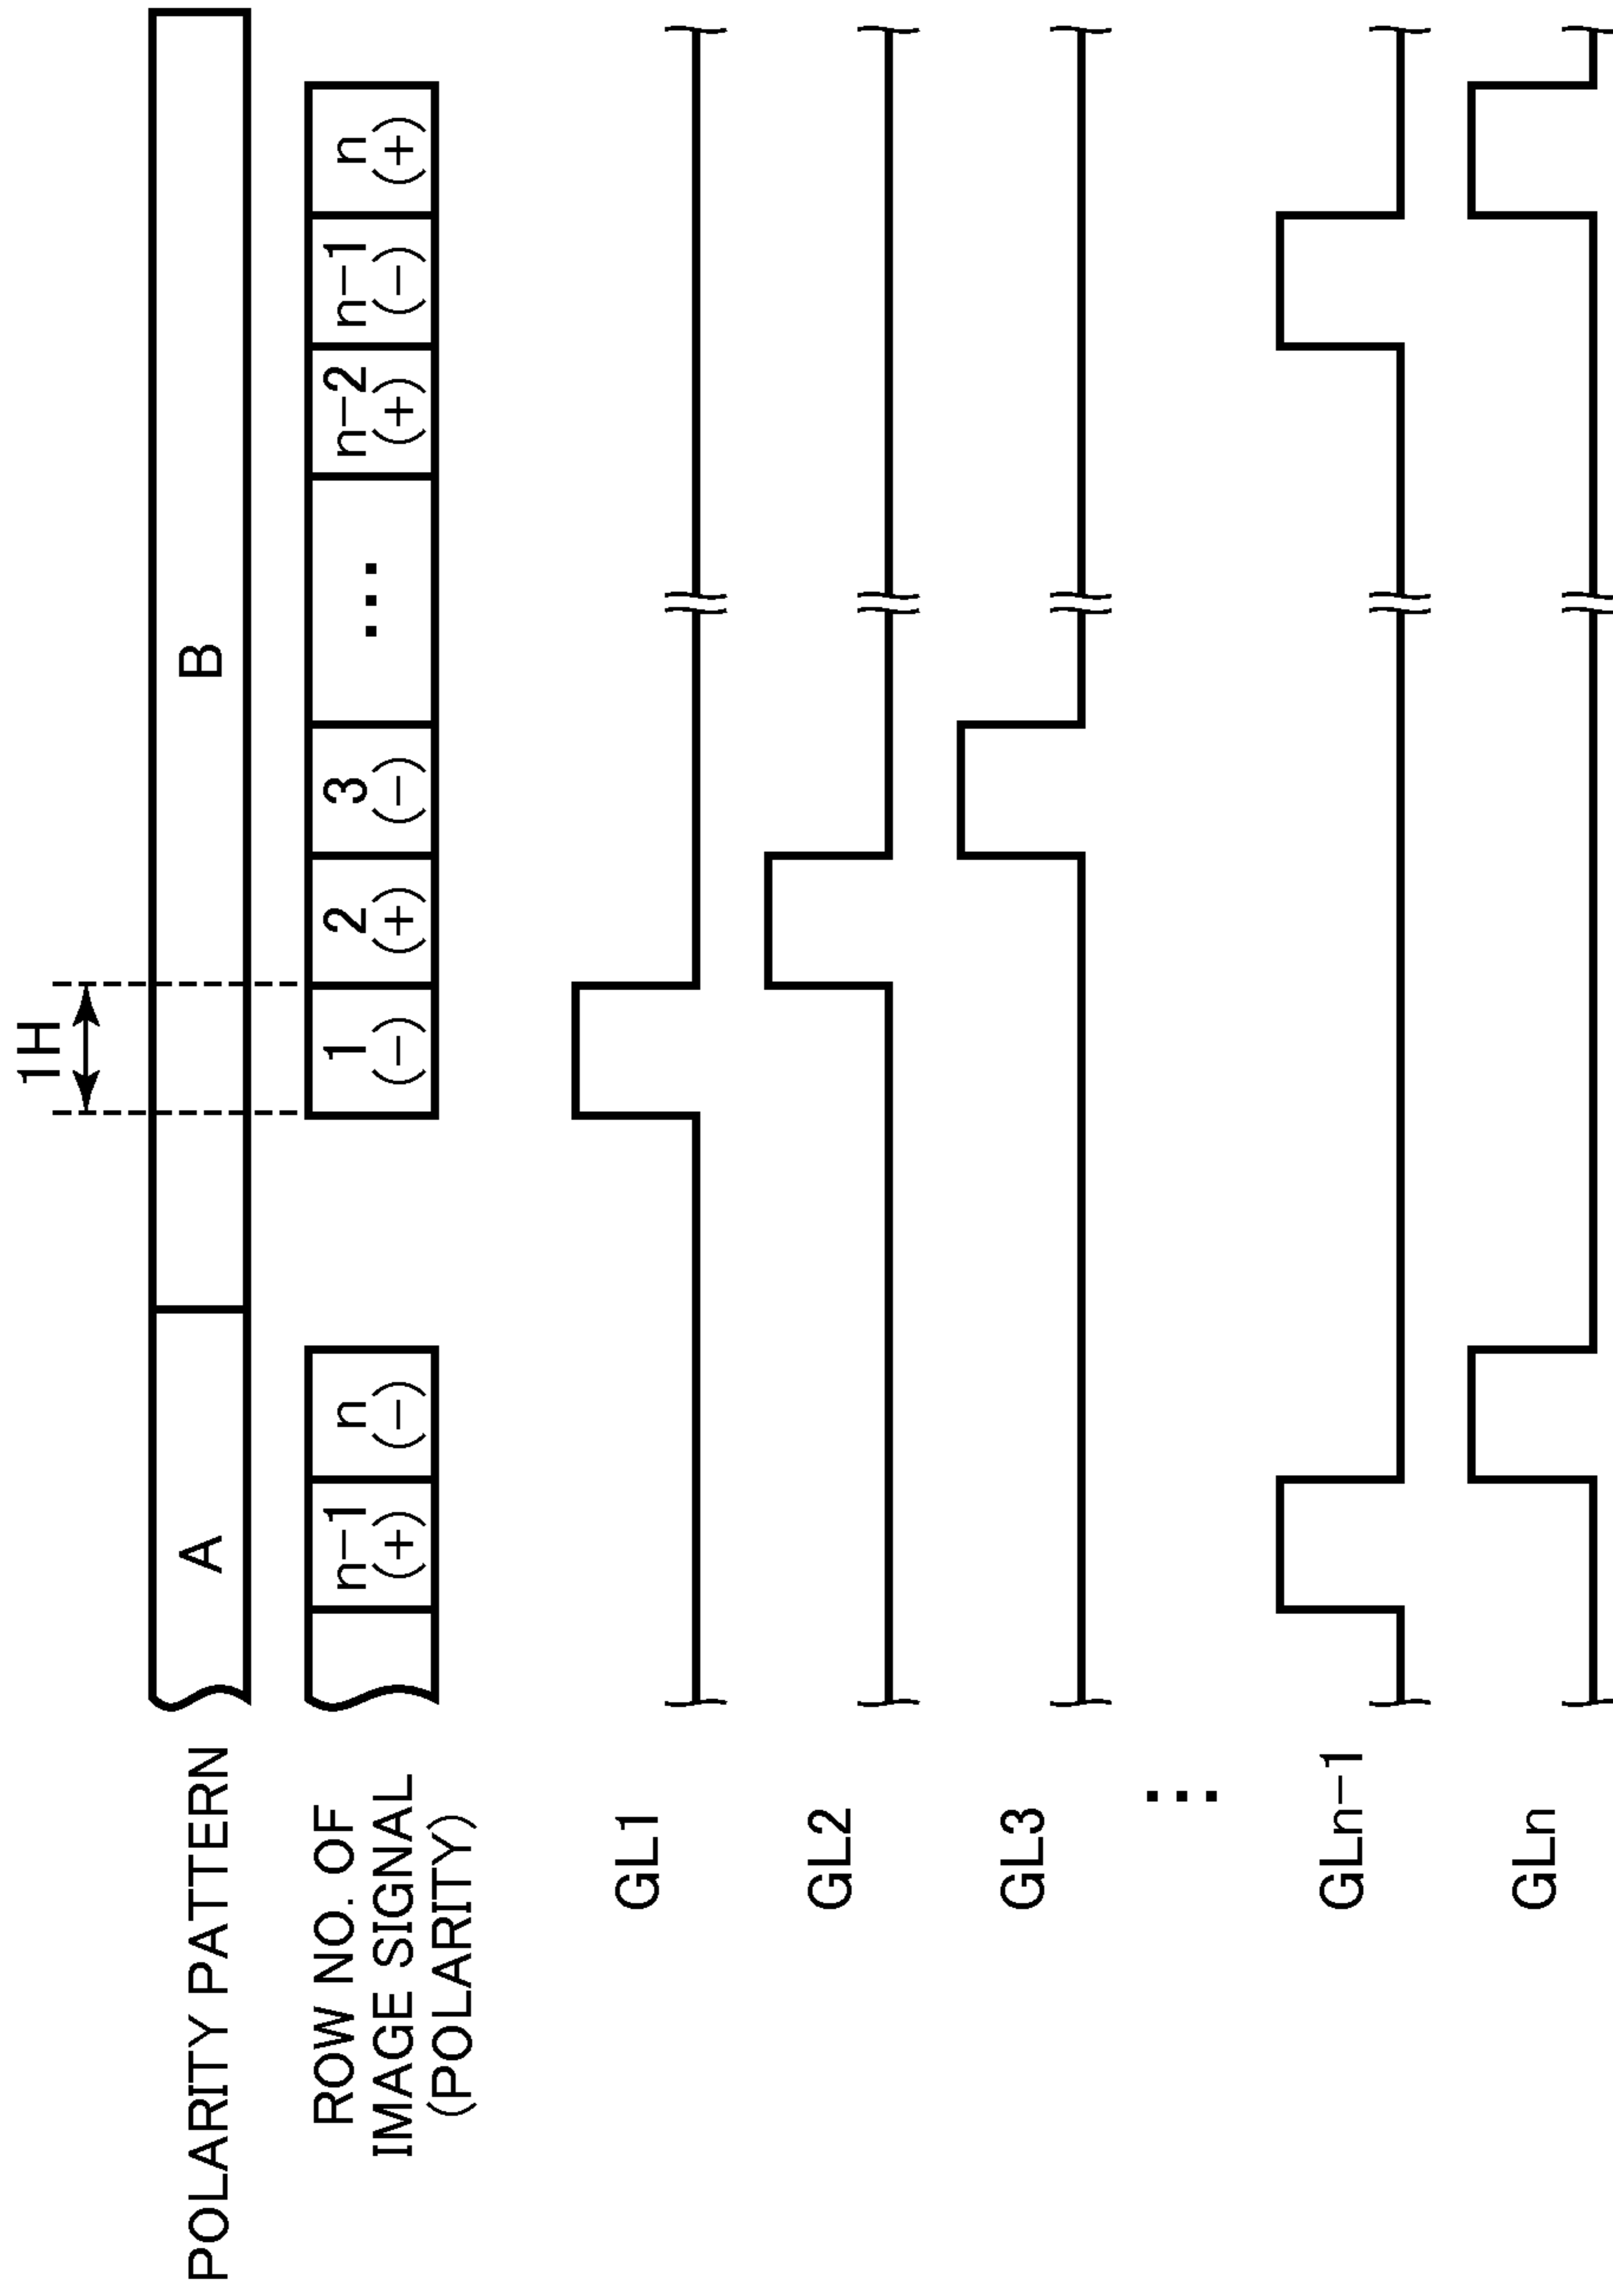 1H
POLARITY PATTERN A B
ROW NO. OF
IMAGE SIGNAL
(POLARITY)
n-1 n 1 2 3 ... n-2 n-1 n
(+) (-) (-) (+) (-) (+) (-) (+)
GL1
GL2
GL3
...
GLn-1
GLn